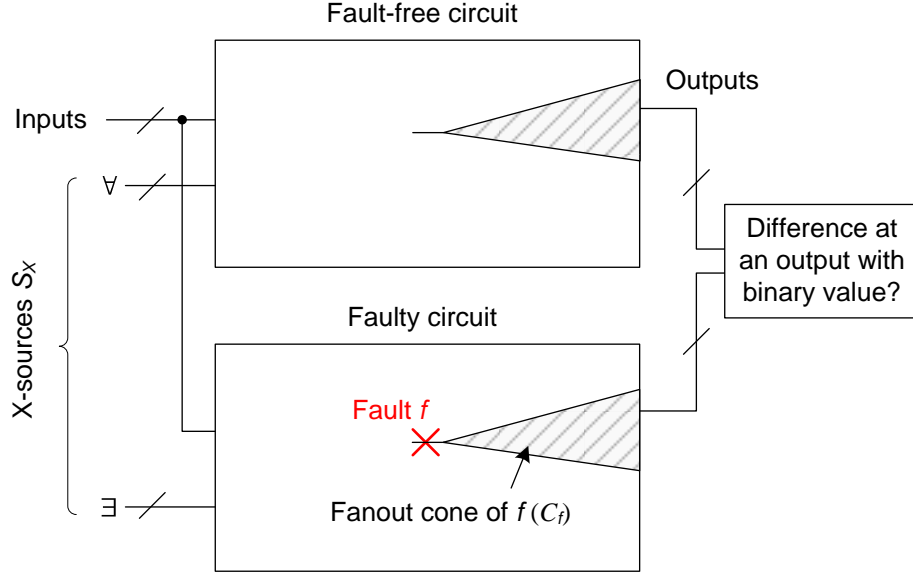 Fault-free circuit
Outputs
Inputs
∀
X-sources S_X
Difference at
an output with
binary value?
Faulty circuit
Fault f
∃
Fanout cone of f (C_f)